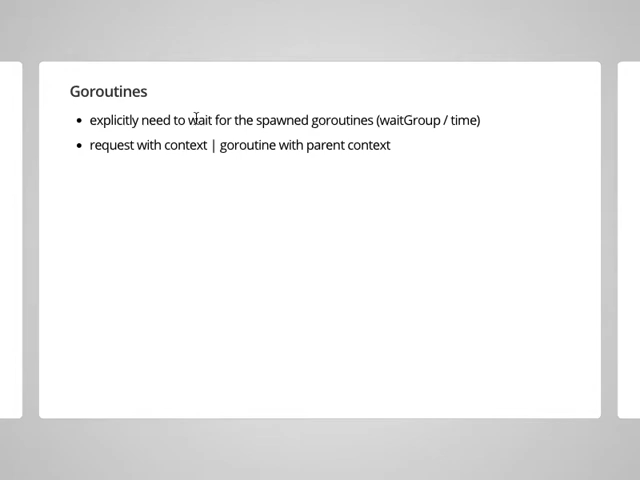 Goroutines
explicitly need to wait for the spawned goroutines (waitGroup / time)
request with context | goroutine with parent context